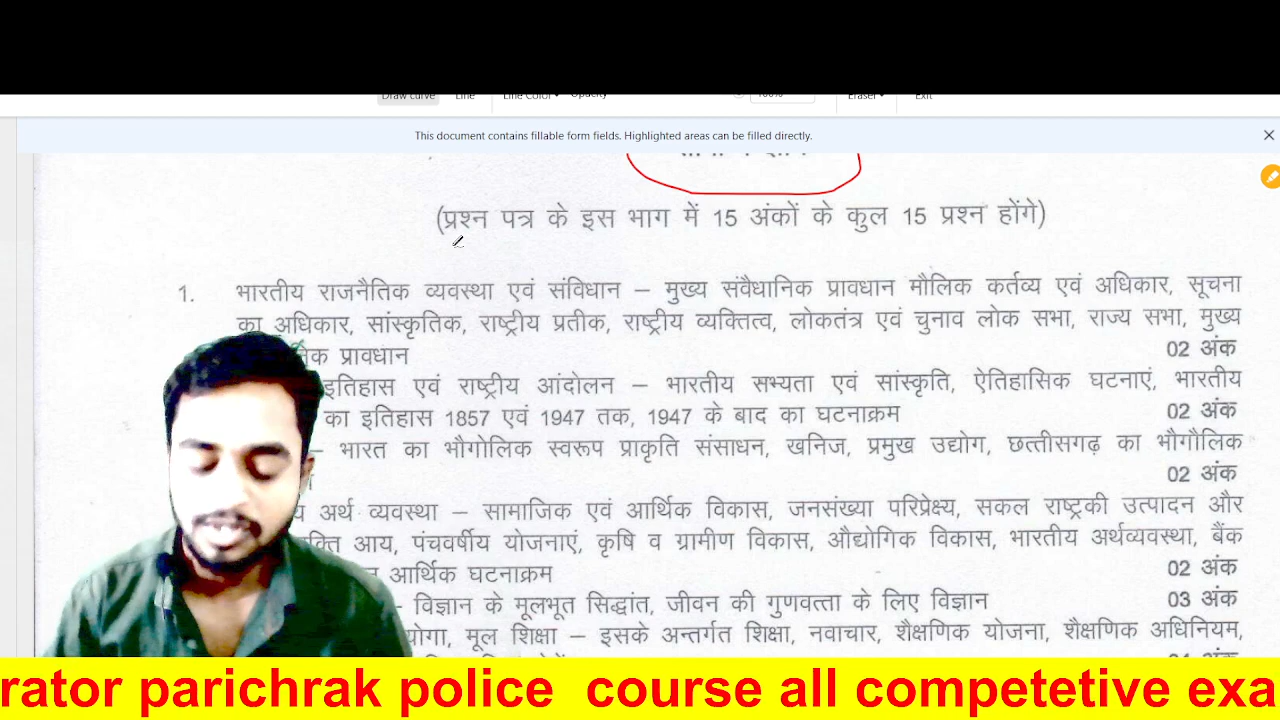 Draw curve Line Line Color Opacity 100% Eraser Exit
This document contains fillable form fields. Highlighted areas can be filled directly.
(प्रश्न पत्र के इस भाग में 15 अंकों के कुल 15 प्रश्न होंगे)
1. भारतीय राजनैतिक व्यवस्था एवं संविधान – मुख्य संवैधानिक प्रावधान मौलिक कर्तव्य एवं अधिकार, सूचना
का अधिकार, सांस्कृतिक, राष्ट्रीय प्रतीक, राष्ट्रीय व्यक्तित्व, लोकतंत्र एवं चुनाव लोक सभा, राज्य सभा, मुख्य
प्रावधान 02 अंक
इतिहास एवं राष्ट्रीय आंदोलन – भारतीय सभ्यता एवं सांस्कृति, ऐतिहासिक घटनाएं, भारतीय
का इतिहास 1857 एवं 1947 तक, 1947 के बाद का घटनाक्रम 02 अंक
– भारत का भौगोलिक स्वरूप प्राकृति संसाधन, खनिज, प्रमुख उद्योग, छत्तीसगढ़ का भौगौलिक
02 अंक
अर्थ व्यवस्था – सामाजिक एवं आर्थिक विकास, जनसंख्या परिप्रेक्ष्य, सकल राष्ट्रकी उत्पादन और
आय, पंचवर्षीय योजनाएं, कृषि व ग्रामीण विकास, औद्योगिक विकास, भारतीय अर्थव्यवस्था, बैंक
आर्थिक घटनाक्रम 02 अंक
- विज्ञान के मूलभूत सिद्धांत, जीवन की गुणवत्ता के लिए विज्ञान 03 अंक
योगा, मूल शिक्षा – इसके अन्तर्गत शिक्षा, नवाचार, शैक्षणिक योजना, शैक्षणिक अधिनियम,
rator parichrak police course all competetive exa